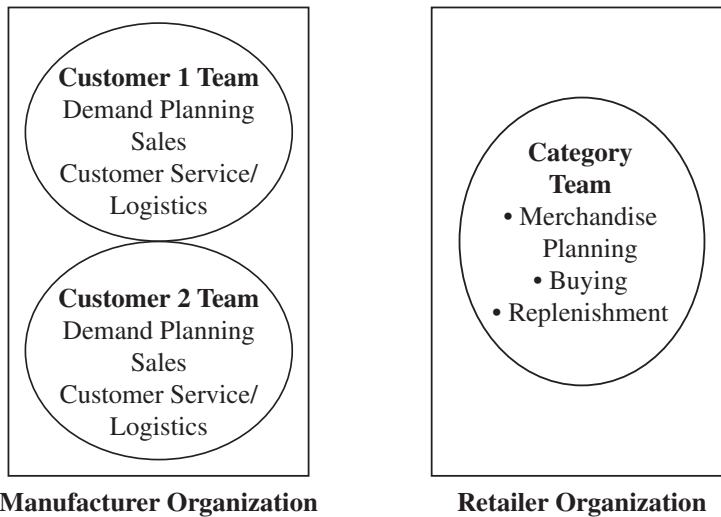 Customer 1 Team
Demand Planning
Sales
Customer Service/
Logistics
Customer 2 Team
Demand Planning
Sales
Customer Service/
Logistics
Manufacturer Organization
Category
Team
• Merchandise
Planning
• Buying
• Replenishment
Retailer Organization